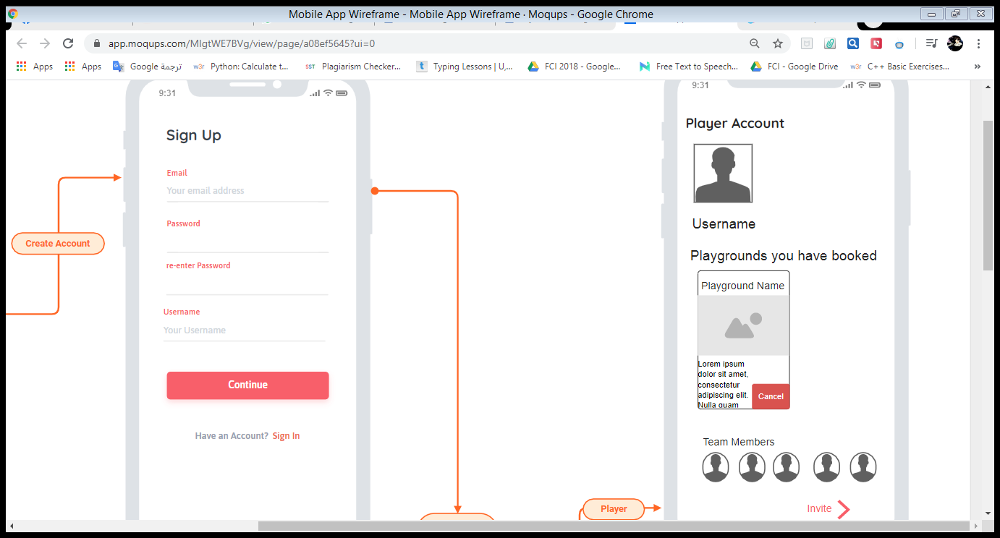 Mobile App Wireframe - Mobile App Wireframe · Moqups - Google Chrome
app.moqups.com/MIgtWE7BVg/view/page/a08ef5645?ui=0
Apps
Apps
ترجمة Google
w3r Python: Calculate t...
SST Plagiarism Checker...
t Typing Lessons | U,...
FCI 2018 - Google...
Free Text to Speech...
FCI - Google Drive
w3r C++ Basic Exercises...
»
9:31
Sign Up
Email
Your email address
Password
re-enter Password
Username
Your Username
Continue
Have an Account? Sign In
Create Account
Player
9:31
Player Account
Username
Playgrounds you have booked
Playground Name
Lorem ipsum
dolor sit amet,
consectetur
adipiscing elit.
Nulla quam
Cancel
Team Members
Invite